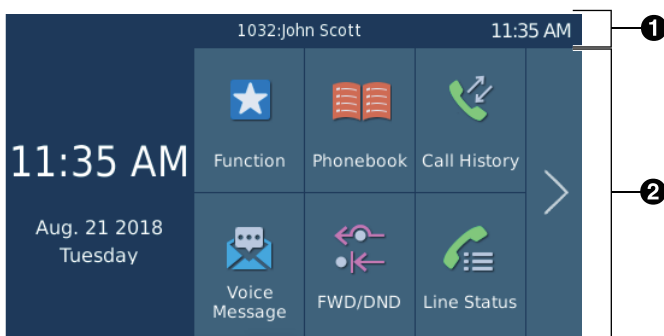 1032:John Scott
11:35 AM
11:35 AM
Aug. 21 2018
Tuesday
Function
Phonebook
Call History
Voice
Message
FWD/DND
Line Status
1
2